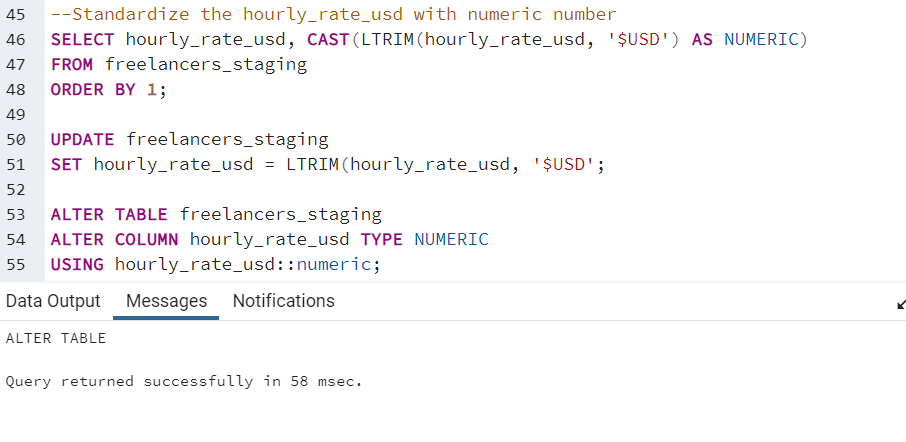 45 --Standardize the hourly_rate_usd with numeric number
46 SELECT hourly_rate_usd, CAST(LTRIM(hourly_rate_usd, '$USD') AS NUMERIC)
47 FROM freelancers_staging
48 ORDER BY 1;
49
50 UPDATE freelancers_staging
51 SET hourly_rate_usd = LTRIM(hourly_rate_usd, '$USD';
52
53 ALTER TABLE freelancers_staging
54 ALTER COLUMN hourly_rate_usd TYPE NUMERIC
55 USING hourly_rate_usd::numeric;
Data Output Messages Notifications
ALTER TABLE
Query returned successfully in 58 msec.